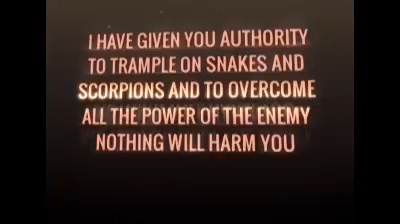 I HAVE GIVEN YOU AUTHORITY
TO TRAMPLE ON SNAKES AND
SCORPIONS AND TO OVERCOME
ALL THE POWER OF THE ENEMY
NOTHING WILL HARM YOU